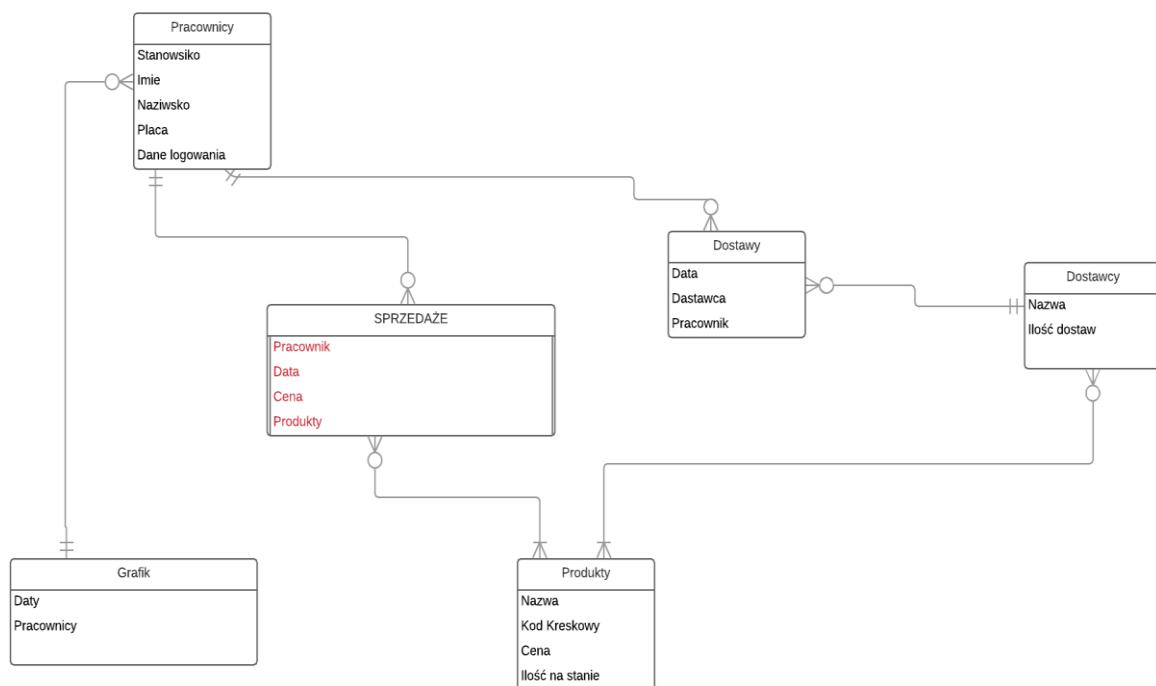 Pracownicy
Stanowsiko
Imie
Naziwsko
Placa
Dane logowania
Dostawy
Data
Dastawca
Pracownik
Dostawcy
Nazwa
Ilość dostaw
SPRZEDAŻE
Pracownik
Data
Cena
Produkty
Grafik
Daty
Pracownicy
Produkty
Nazwa
Kod Kreskowy
Cena
Ilość na stanie